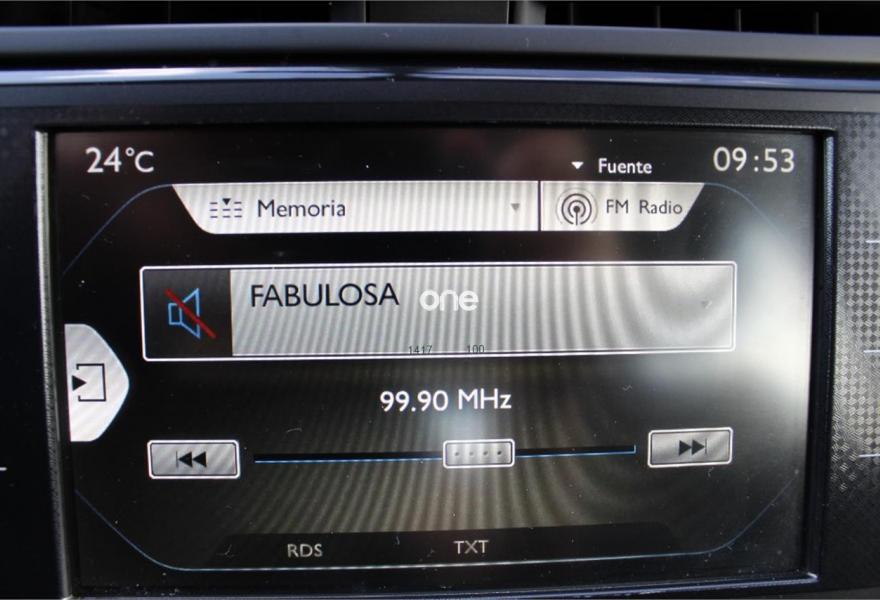 24°C
Fuente
09:53
Memoria
FM Radio
FABULOSA
one
1417 100
99.90 MHz
RDS
TXT